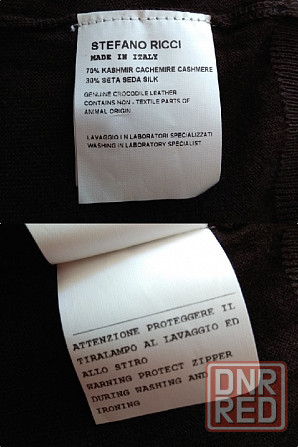 STEFANO RICCI
MADE IN ITALY
70% KASHMIR CACHEMIRE CASHMERE
30% SETA SEDA SILK
GENUINE CROCODILE LEATHER
CONTAINS NON - TEXTILE PARTS OF
ANIMAL ORIGIN
LAVAGGIO IN LABORATORI SPECIALIZZATI
WASHING IN LABORATORY SPECIALIST
ATTENZIONE PROTEGGERE IL
TIRALAMPO AL LAVAGGIO ED
ALLO STIRO
WARNING PROTECT ZIPPER
DURING WASHING AND
IRONING
DNR
RED